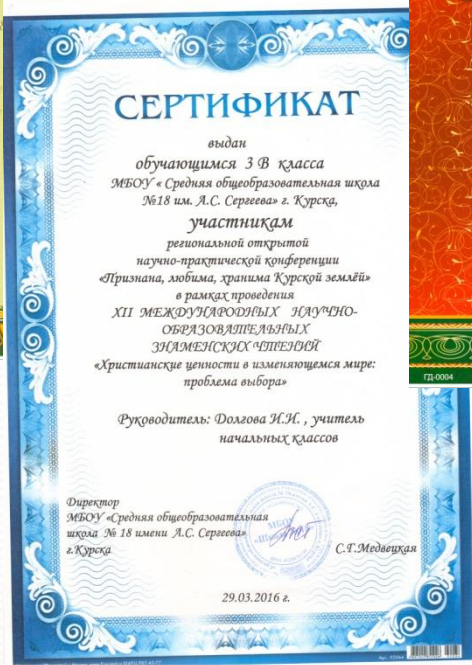 СЕРТИФИКАТ
выдан
обучающимся 3 В класса
МБОУ « Средняя общеобразовательная школа
№18 им. А.С. Сергеева» г. Курска,
участникам
региональной открытой
научно-практической конференции
«Признана, любима, хранима Курской землёй»
в рамках проведения
XII МЕЖДУНАРОДНЫХ НАУЧНО-
ОБРАЗОВАТЕЛЬНЫХ
ЗНАМЕНСКИХ ЧТЕНИЙ
«Христианские ценности в изменяющемся мире:
проблема выбора»
Руководитель: Долгова И.И. , учитель
начальных классов
Директор
МБОУ «Средняя общеобразовательная
школа № 18 имени А.С. Сергеева»
г.Курска
С.Г.Медвецкая
МБОУ
29.03.2016 г.
ГД-0004